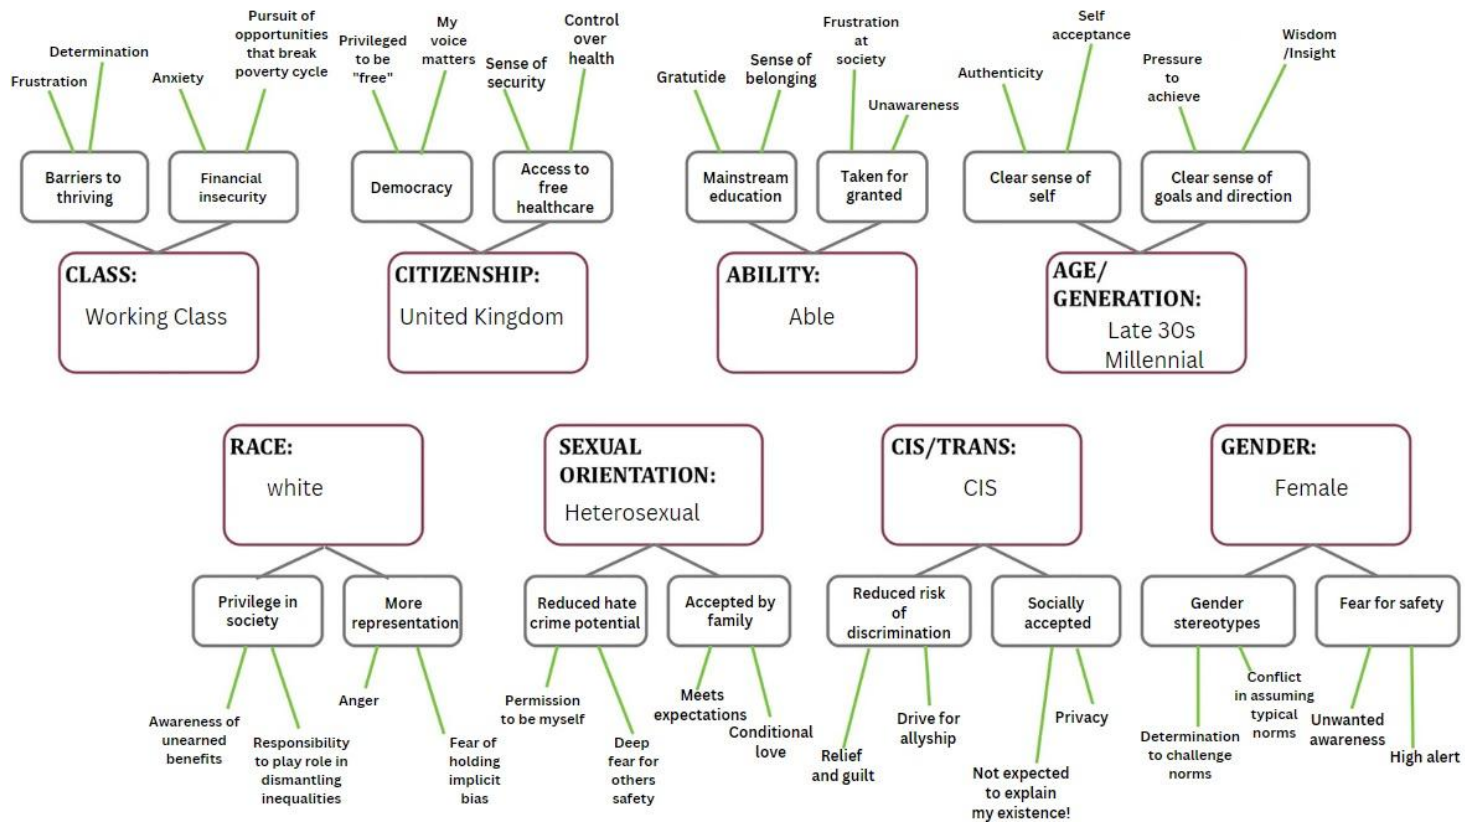 Frustration
Determination
Anxiety
Pursuit of
opportunities
that break
poverty cycle
Privileged
to be
"free"
My
voice
matters
Sense of
security
Control
over
health
Gratutide
Sense of
belonging
Frustration
at
society
Unawareness
Authenticity
Self
acceptance
Pressure
to
achieve
Wisdom
/Insight
Barriers to
thriving
Financial
insecurity
Democracy
Access to
free
healthcare
Mainstream
education
Taken for
granted
Clear sense of
self
Clear sense of
goals and direction
CLASS:
Working Class
CITIZENSHIP:
United Kingdom
ABILITY:
Able
AGE/
GENERATION:
Late 30s
Millennial
RACE:
white
SEXUAL
ORIENTATION:
Heterosexual
CIS/TRANS:
CIS
GENDER:
Female
Privilege in
society
More
representation
Reduced hate
crime potential
Accepted by
family
Reduced risk
of
discrimination
Socially
accepted
Gender
stereotypes
Fear for safety
Awareness of
unearned
benefits
Responsibility
to play role in
dismantling
inequalities
Anger
Fear of
holding
implicit
bias
Permission
to be myself
Deep
fear for
others
safety
Meets
expectations
Conditional
love
Relief
and guilt
Drive for
allyship
Not expected
to explain
my existence!
Privacy
Determination
to challenge
norms
Conflict
in assuming
typical
norms
Unwanted
awareness
High alert